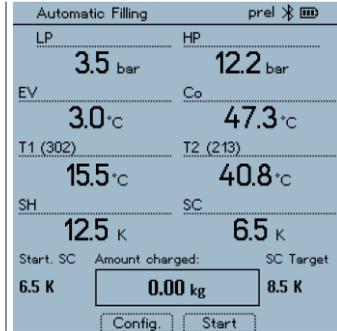 Automatic Filling prel
LP HP
3.5 bar 12.2 bar
EV Co
3.0 °C 47.3 °C
T1 (302) T2 (213)
15.5 °C 40.8 °C
SH SC
12.5 K 6.5 K
Start. SC Amount charged: SC Target
6.5 K 0.00 kg 8.5 K
Config. Start